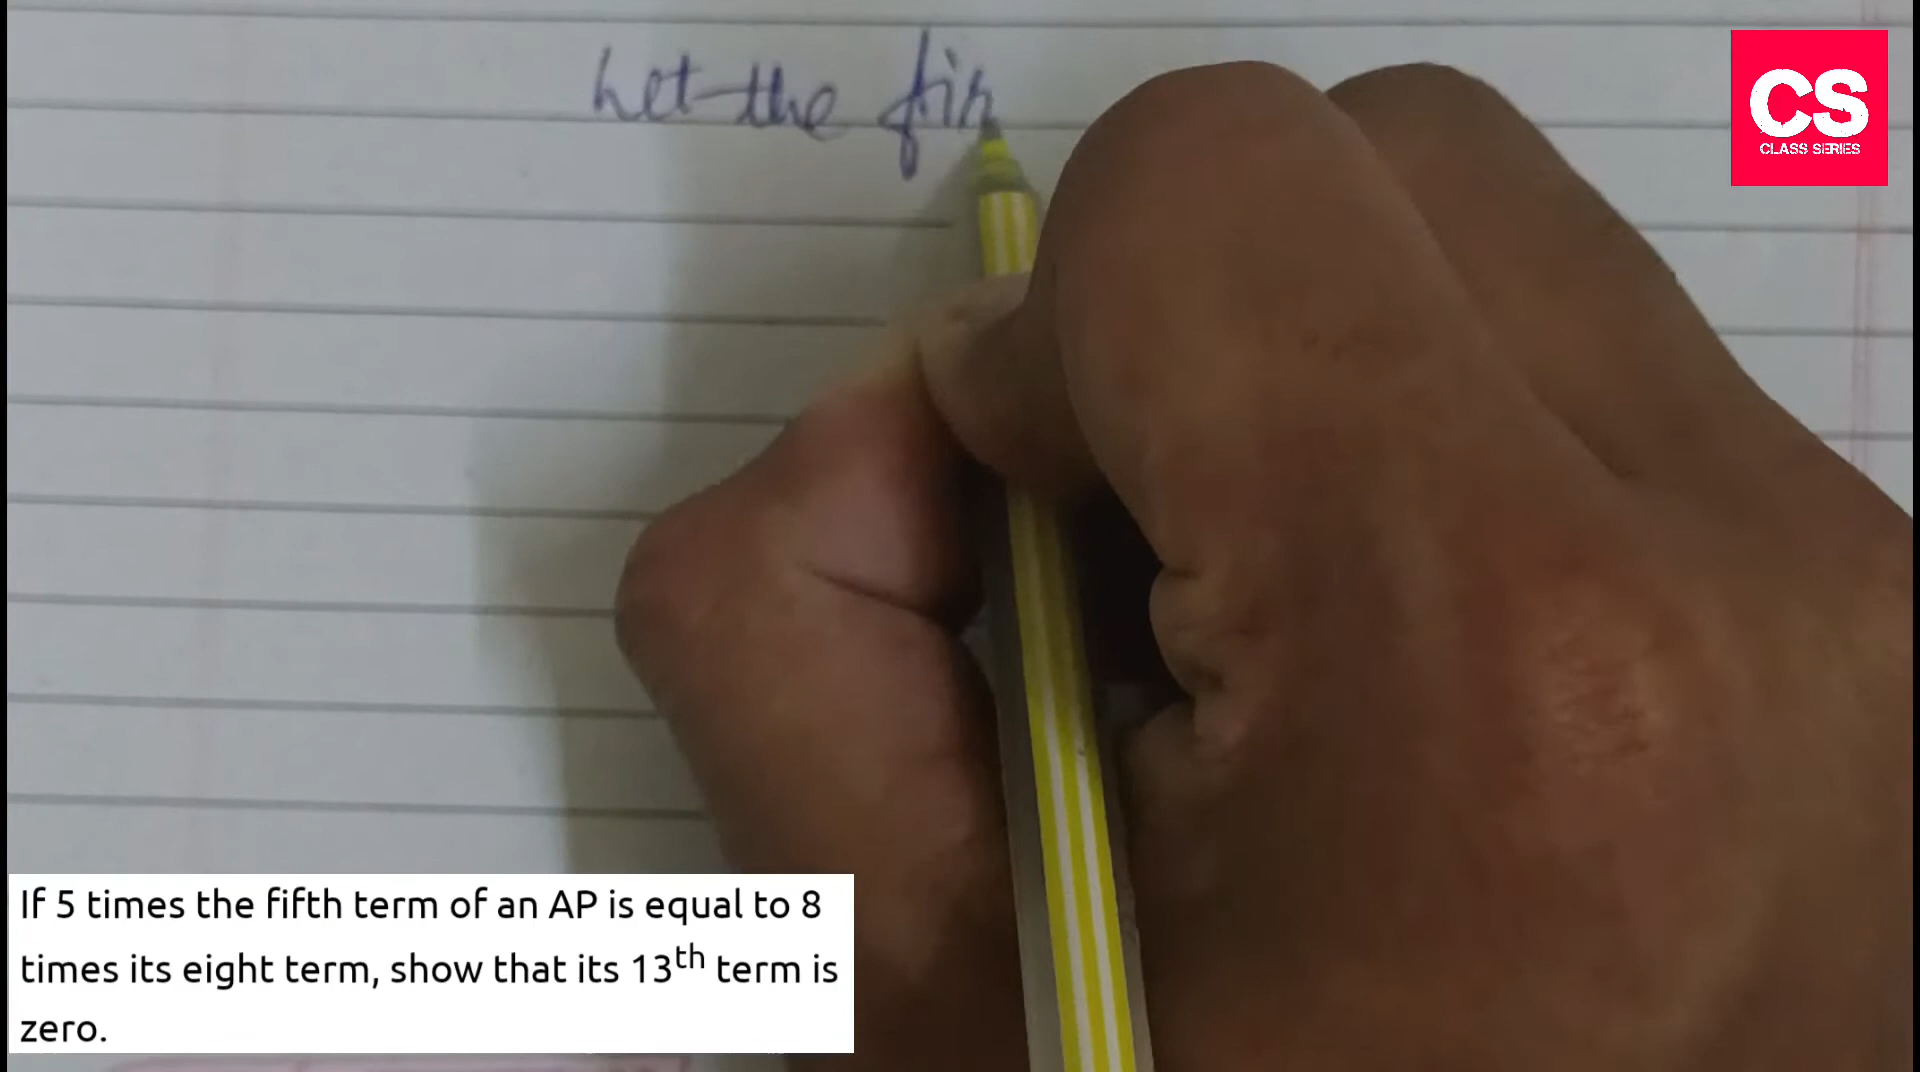 Let the fir
CS
CLASS SERIES
If 5 times the fifth term of an AP is equal to 8
times its eight term, show that its 13th term is
zero.